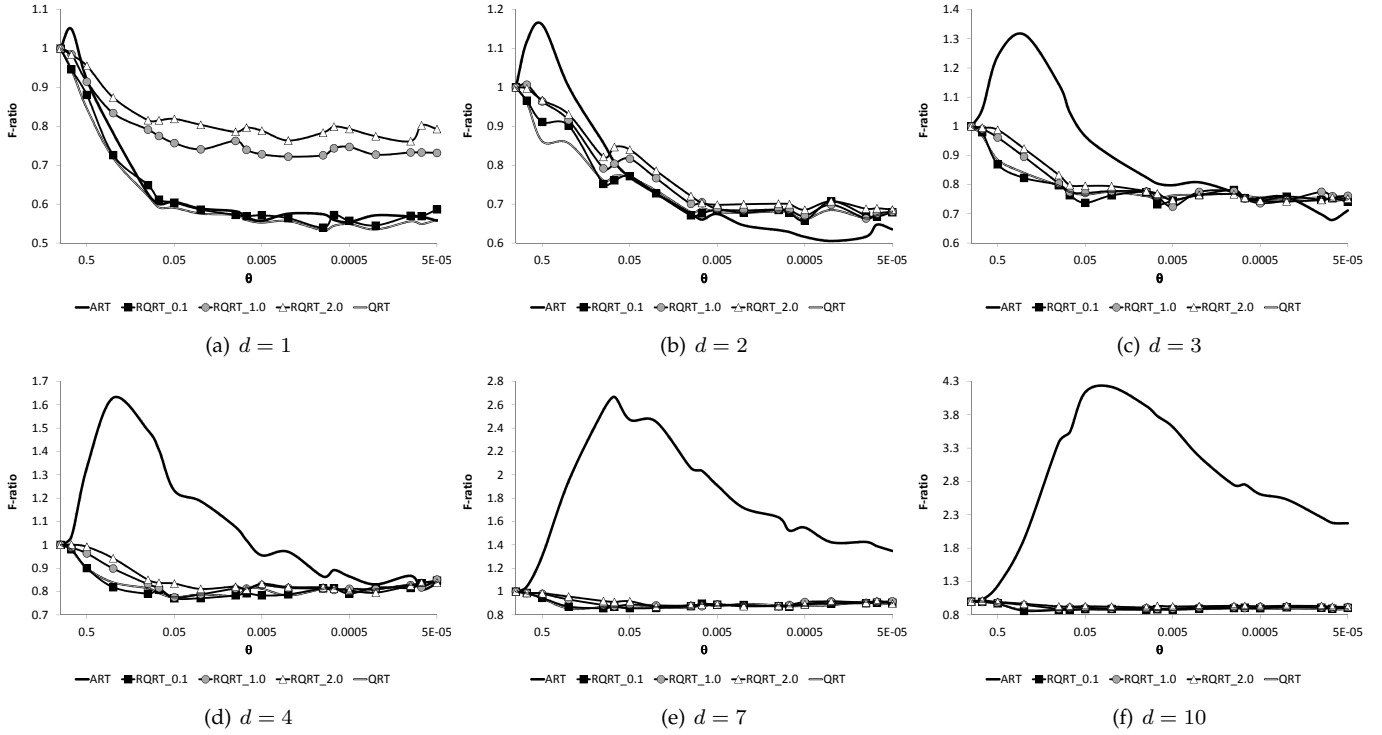 1.1
1
0.9
0.8
0.7
0.6
0.5
F-ratio
0.5 0.05 0.005 0.0005 5E-05
θ
ART RQRT_0.1 RQRT_1.0 RQRT_2.0 QRT
(a) d = 1
1.2
1.1
1
0.9
0.8
0.7
0.6
F-ratio
0.5 0.05 0.005 0.0005 5E-05
θ
ART RQRT_0.1 RQRT_1.0 RQRT_2.0 QRT
(b) d = 2
1.4
1.3
1.2
1.1
1
0.9
0.8
0.7
0.6
F-ratio
0.5 0.05 0.005 0.0005 5E-05
θ
ART RQRT_0.1 RQRT_1.0 RQRT_2.0 QRT
(c) d = 3
1.7
1.6
1.5
1.4
1.3
1.2
1.1
1
0.9
0.8
0.7
F-ratio
0.5 0.05 0.005 0.0005 5E-05
θ
ART RQRT_0.1 RQRT_1.0 RQRT_2.0 QRT
(d) d = 4
2.8
2.6
2.4
2.2
2
1.8
1.6
1.4
1.2
1
0.8
F-ratio
0.5 0.05 0.005 0.0005 5E-05
θ
ART RQRT_0.1 RQRT_1.0 RQRT_2.0 QRT
(e) d = 7
4.3
3.8
3.3
2.8
2.3
1.8
1.3
0.8
F-ratio
0.5 0.05 0.005 0.0005 5E-05
θ
ART RQRT_0.1 RQRT_1.0 RQRT_2.0 QRT
(f) d = 10